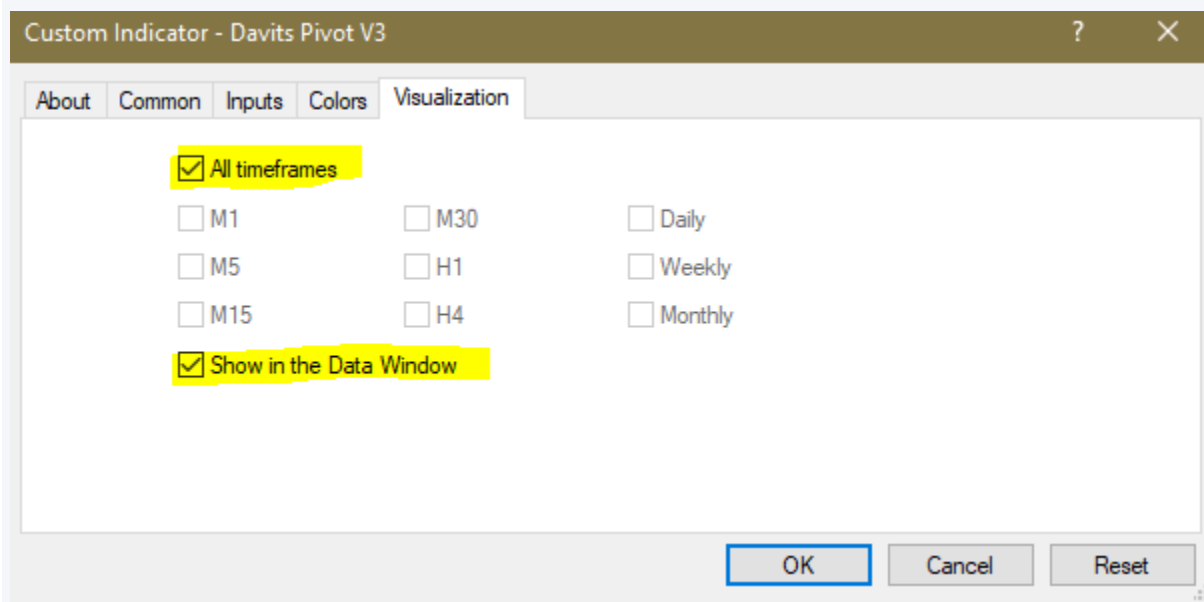 Custom Indicator - Davits Pivot V3 ?
About Common Inputs Colors Visualization
All timeframes
M1 M30 Daily
M5 H1 Weekly
M15 H4 Monthly
Show in the Data Window
OK Cancel Reset